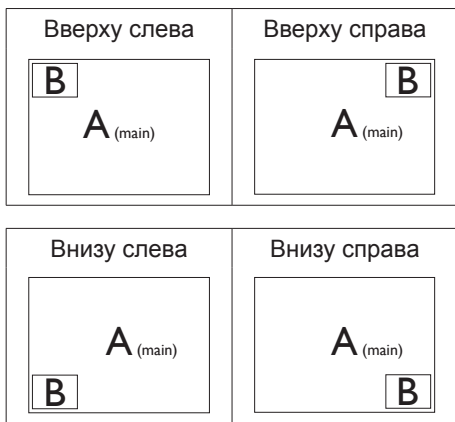 Вверху слева Вверху справа
B B
A (main) A (main)
Внизу слева Внизу справа
A (main) A (main)
B B